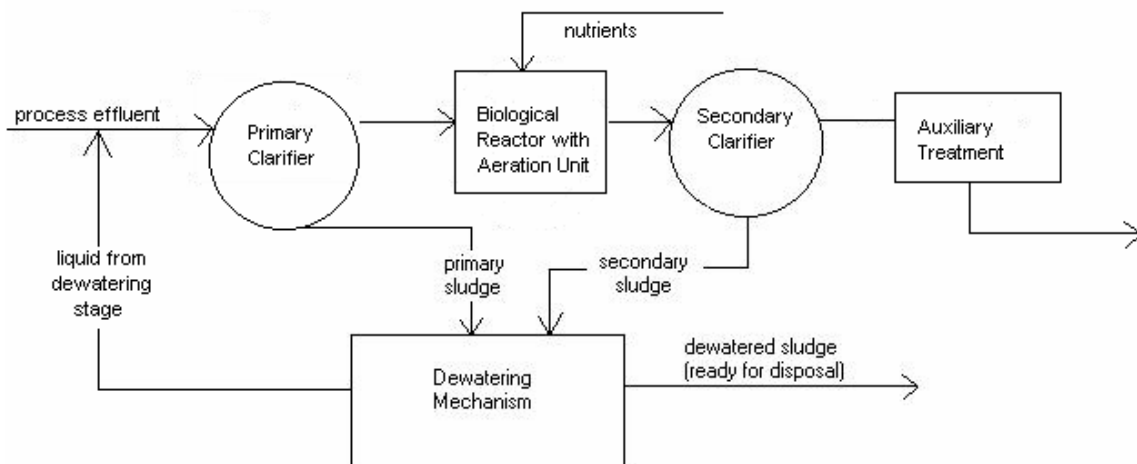 nutrients
process effluent
Primary
Clarifier
Biological
Reactor with
Aeration Unit
Secondary
Clarifier
Auxiliary
Treatment
liquid from
dewatering
stage
primary
sludge
secondary
sludge
Dewatering
Mechanism
dewatered sludge
(ready for disposal)